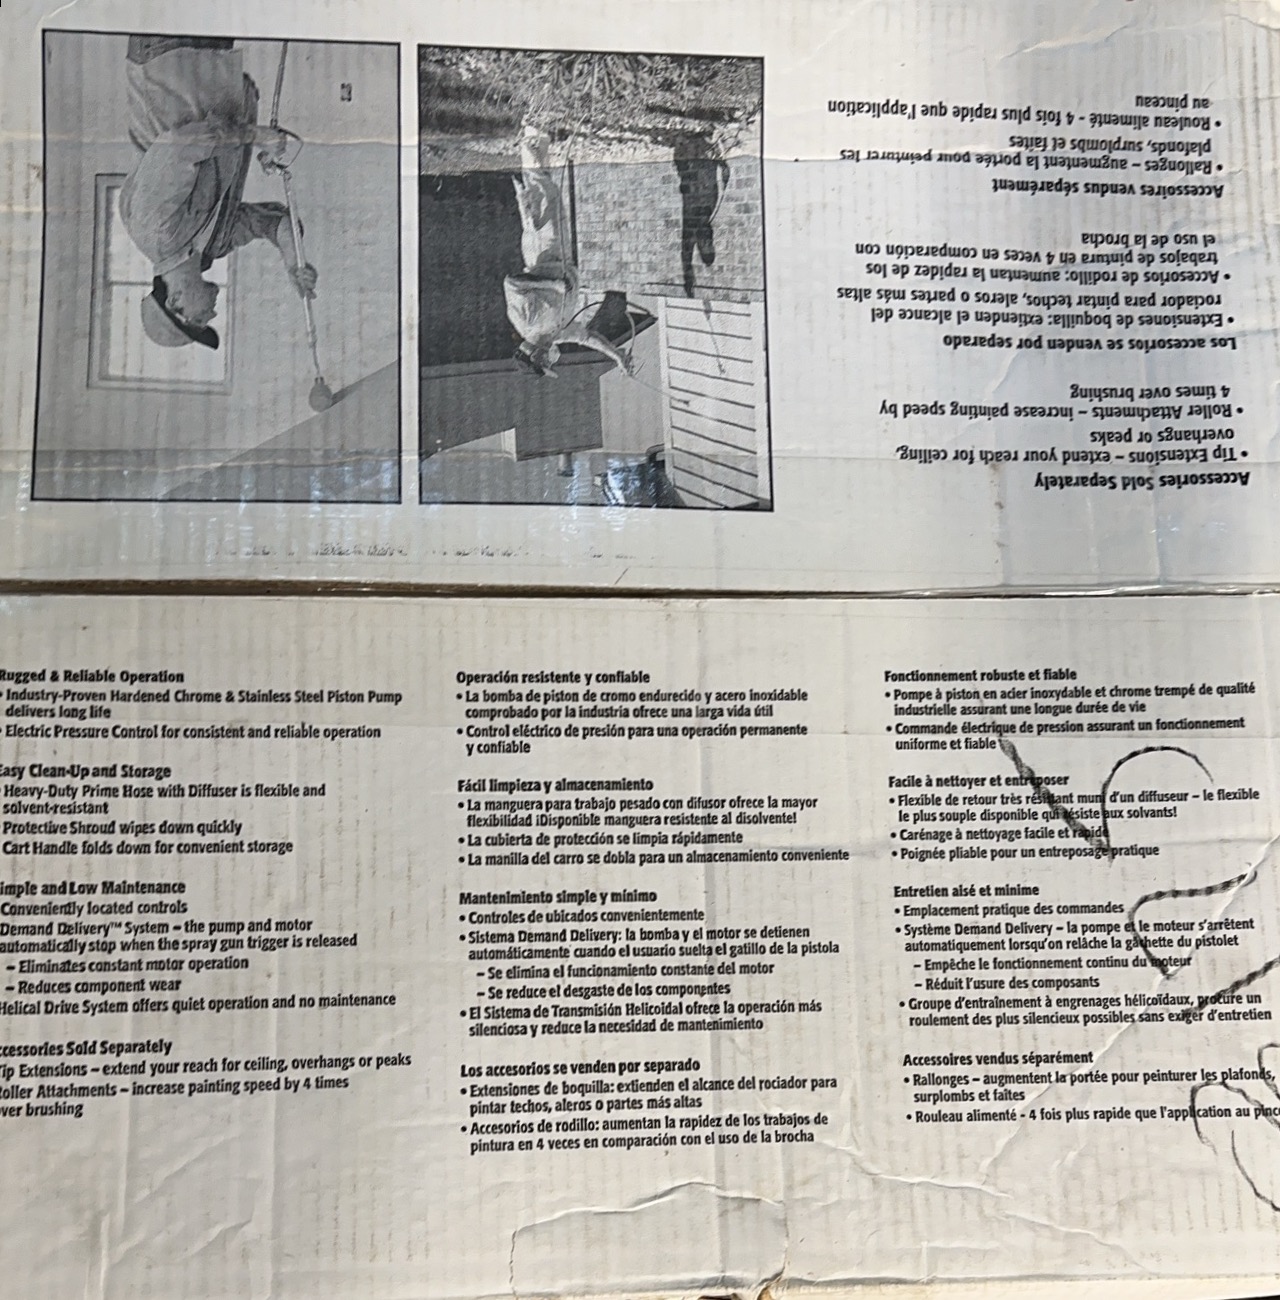 Accessories Sold Separately
• Tip Extensions – extend your reach for ceiling,
overhangs or peaks
• Roller Attachments – increase painting speed by
4 times over brushing
Los accesorios se venden por separado
• Extensiones de boquilla: extienden el alcance del
rociador para pintar techos, aleros o partes más altas
• Accesorios de rodillo: aumentan la rapidez de los
trabajos de pintura en 4 veces en comparación con
el uso de la brocha
Accessoires vendus séparément
• Rallonges – augmentent la portée pour peinturer les
plafonds, surplombs et faîtes
• Rouleau alimenté - 4 fois plus rapide que l'application
au pinceau
Rugged & Reliable Operation
• Industry-Proven Hardened Chrome & Stainless Steel Piston Pump
delivers long life
• Electric Pressure Control for consistent and reliable operation
Easy Clean-Up and Storage
Heavy-Duty Prime Hose with Diffuser is flexible and
solvent-resistant
Protective Shroud wipes down quickly
Cart Handle folds down for convenient storage
imple and Low Maintenance
Conveniently located controls
Demand Delivery™ System – the pump and motor
automatically stop when the spray gun trigger is released
– Eliminates constant motor operation
– Reduces component wear
Helical Drive System offers quiet operation and no maintenance
ccessories Sold Separately
ip Extensions – extend your reach for ceiling, overhangs or peaks
oller Attachments – increase painting speed by 4 times
ver brushing
Operación resistente y confiable
• La bomba de piston de cromo endurecido y acero inoxidable
comprobado por la industria ofrece una larga vida útil
• Control eléctrico de presión para una operación permanente
y confiable
Fácil limpieza y almacenamiento
• La manguera para trabajo pesado con difusor ofrece la mayor
flexibilidad ¡Disponible manguera resistente al disolvente!
• La cubierta de protección se limpia rápidamente
• La manilla del carro se dobla para un almacenamiento conveniente
Mantenimiento simple y mínimo
• Controles de ubicados convenientemente
• Sistema Demand Delivery: la bomba y el motor se detienen
automáticamente cuando el usuario suelta el gatillo de la pistola
– Se elimina el funcionamiento constante del motor
– Se reduce el desgaste de los componentes
• El Sistema de Transmisión Helicoidal ofrece la operación más
silenciosa y reduce la necesidad de mantenimiento
Los accesorios se venden por separado
• Extensiones de boquilla: extienden el alcance del rociador para
pintar techos, aleros o partes más altas
• Accesorios de rodillo: aumentan la rapidez de los trabajos de
pintura en 4 veces en comparación con el uso de la brocha
Fonctionnement robuste et fiable
• Pompe à piston en acier inoxydable et chrome trempé de qualité
industrielle assurant une longue durée de vie
• Commande électrique de pression assurant un fonctionnement
uniforme et fiable
Facile à nettoyer et entreposer
• Flexible de retour très résistant muni d'un diffuseur – le flexible
le plus souple disponible qui résiste aux solvants!
• Carénage à nettoyage facile et rapide
• Poignée pliable pour un entreposage pratique
Entretien aisé et minime
• Emplacement pratique des commandes
• Système Demand Delivery – la pompe et le moteur s'arrêtent
automatiquement lorsqu'on relâche la gâchette du pistolet
– Empêche le fonctionnement continu du moteur
– Réduit l'usure des composants
• Groupe d'entraînement à engrenages hélicoïdaux, procure un
roulement des plus silencieux possibles sans exiger d'entretien
Accessoires vendus séparément
• Rallonges – augmentent la portée pour peinturer les plafonds,
surplombs et faîtes
• Rouleau alimenté - 4 fois plus rapide que l'application au pinc